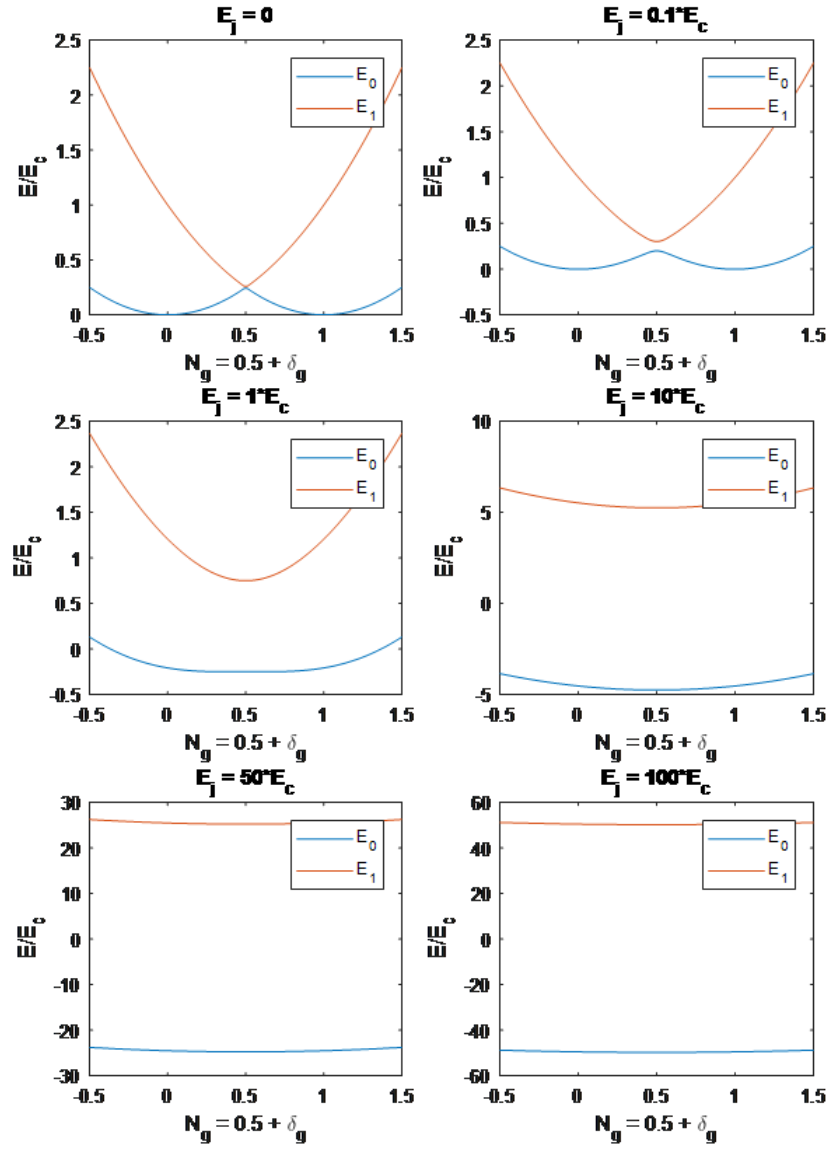 E_j = 0
2.5
2
1.5
1
0.5
0
-0.5 0 0.5 1 1.5
E/E_c
N_g = 0.5 + δ_g
E_0
E_1
E_j = 0.1*E_c
2.5
2
1.5
1
0.5
0
-0.5
-0.5 0 0.5 1 1.5
E/E_c
N_g = 0.5 + δ_g
E_0
E_1
E_j = 1*E_c
2.5
2
1.5
1
0.5
0
-0.5
-0.5 0 0.5 1 1.5
E/E_c
N_g = 0.5 + δ_g
E_0
E_1
E_j = 10*E_c
10
5
0
-5
-0.5 0 0.5 1 1.5
E/E_c
N_g = 0.5 + δ_g
E_0
E_1
E_j = 50*E_c
30
20
10
0
-10
-20
-30
-0.5 0 0.5 1 1.5
E/E_c
N_g = 0.5 + δ_g
E_0
E_1
E_j = 100*E_c
60
40
20
0
-20
-40
-60
-0.5 0 0.5 1 1.5
E/E_c
N_g = 0.5 + δ_g
E_0
E_1